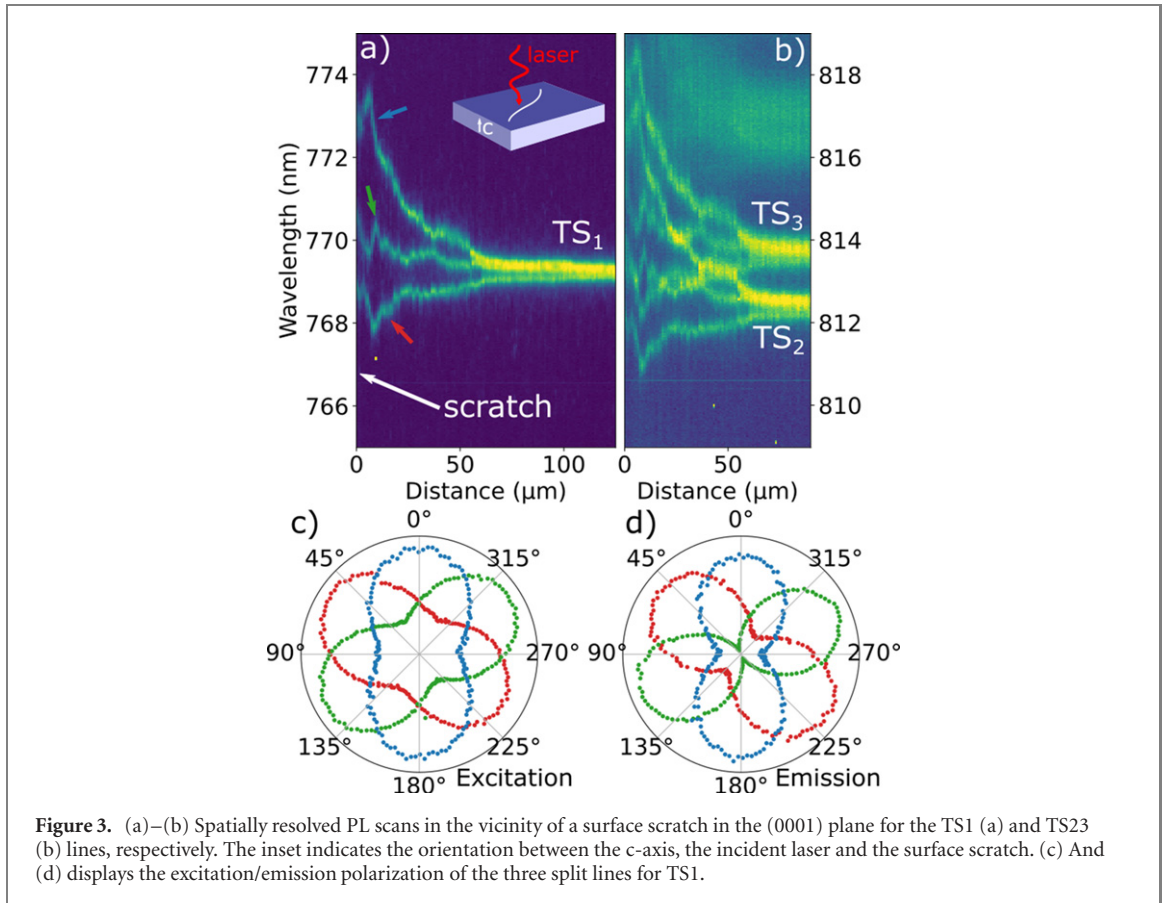 a)
laser
b)
774
818
tc
772
816
Wavelength (nm)
TS3
770
TS1
814
768
812
TS2
766
scratch
810
0
50
100
0
50
Distance (μm)
Distance (μm)
c)
0°
d)
0°
45°
315°
45°
315°
90°
270°
90°
270°
135°
225°
135°
225°
180°
Excitation
180°
Emission
Figure 3. (a)–(b) Spatially resolved PL scans in the vicinity of a surface scratch in the (0001) plane for the TS1 (a) and TS23
(b) lines, respectively. The inset indicates the orientation between the c-axis, the incident laser and the surface scratch. (c) And
(d) displays the excitation/emission polarization of the three split lines for TS1.